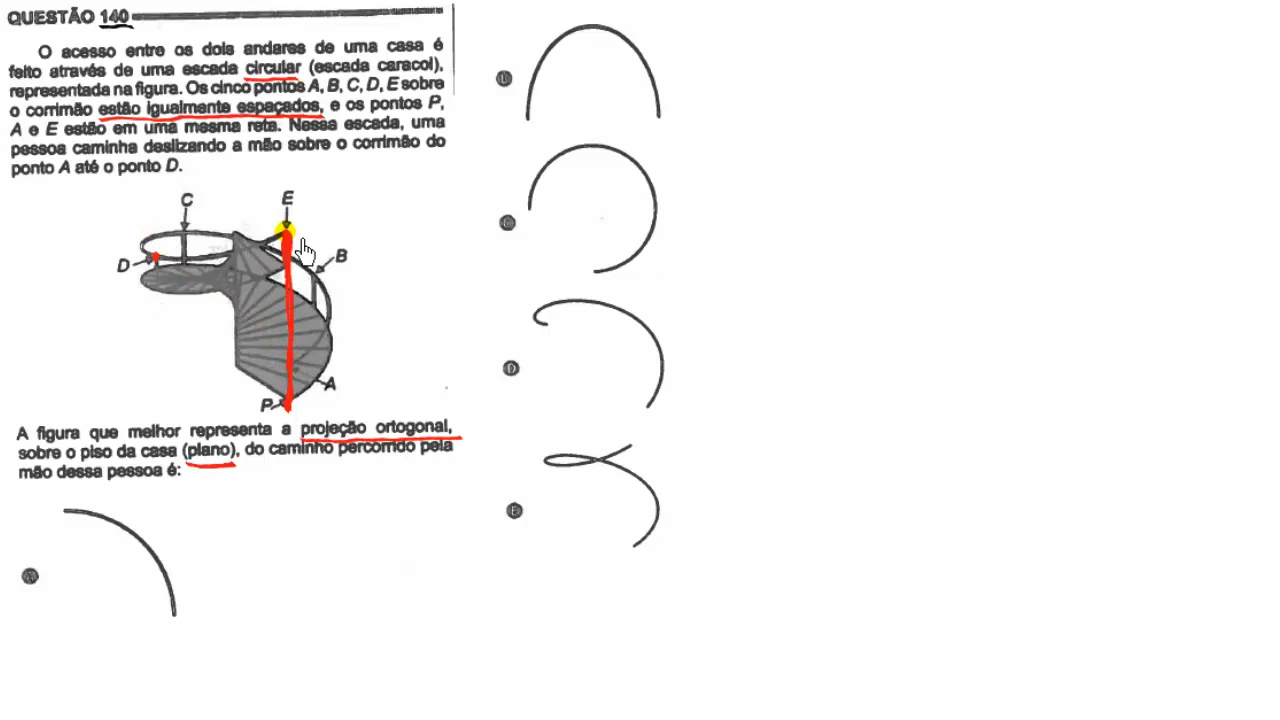 QUESTÃO 140
O acesso entre os dois andares de uma casa é
feito através de uma escada circular (escada caracol),
representada na figura. Os cinco pontos A, B, C, D, E sobre
o corrimão estão igualmente espaçados, e os pontos P,
A e E estão em uma mesma reta. Nessa escada, uma
pessoa caminha deslizando a mão sobre o corrimão do
ponto A até o ponto D.
C
E
D
B
A
P
A figura que melhor representa a projeção ortogonal,
sobre o piso da casa (plano), do caminho percorrido pela
mão dessa pessoa é:
A
C
D
E